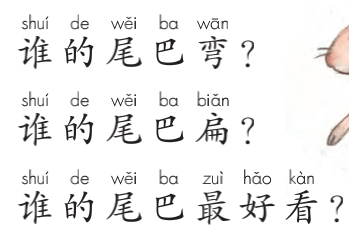 shuí de wěi ba wān
谁的尾巴弯？
shuí de wěi ba biǎn
谁的尾巴扁？
shuí de wěi ba zuì hǎo kàn
谁的尾巴最好看？